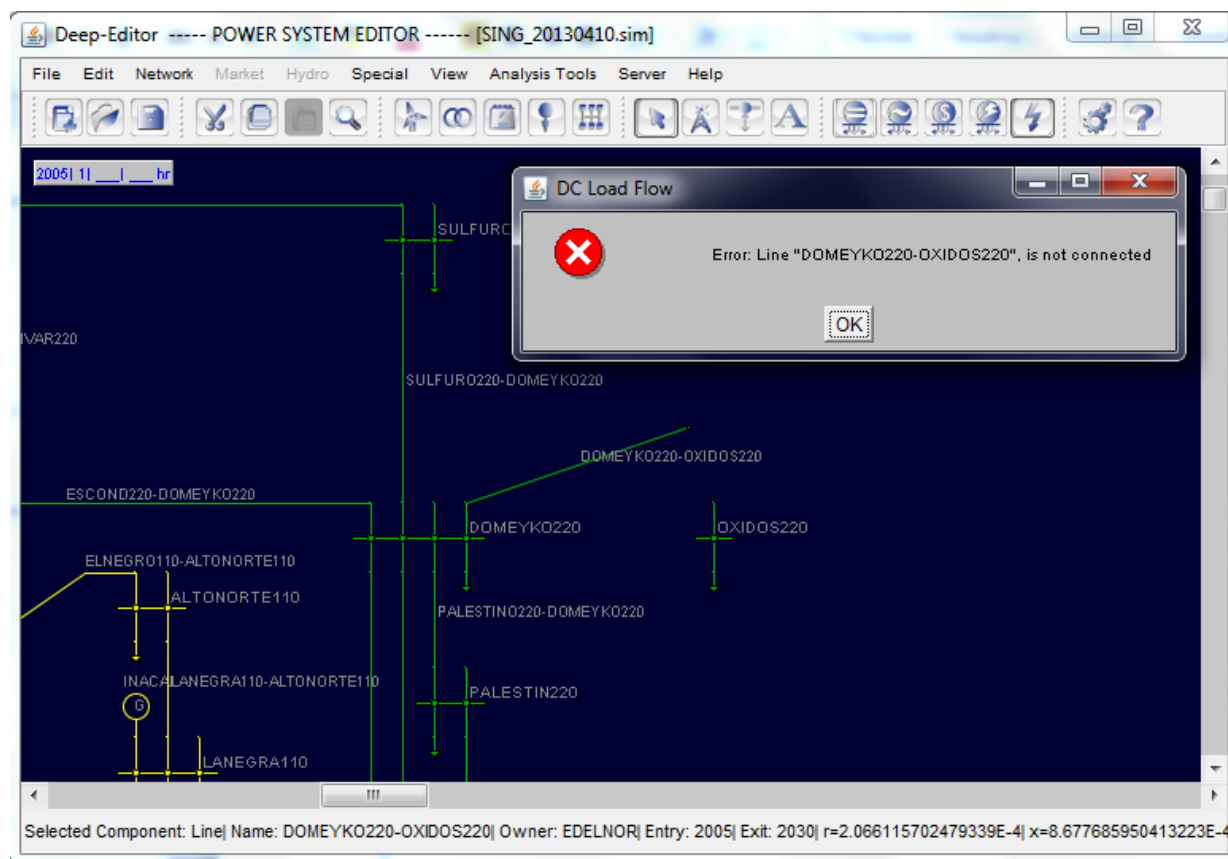 Deep-Editor ----- POWER SYSTEM EDITOR ------ [SING_20130410.sim]
File Edit Network Market Hydro Special View Analysis Tools Server Help
2005| 1| ___| ___ hr
DC Load Flow
Error: Line "DOMEYKO220-OXIDOS220", is not connected
OK
SULFURO
IVAR220
SULFURO220-DOMEYKO220
DOMEYKO220-OXIDOS220
ESCOND220-DOMEYKO220
DOMEYKO220
OXIDOS220
ELNEGRO110-ALTONORTE110
ALTONORTE110
PALESTINO220-DOMEYKO220
INACAL
LANEGRA110-ALTONORTE110
G
PALESTIN220
LANEGRA110
Selected Component: Line| Name: DOMEYKO220-OXIDOS220| Owner: EDELNOR| Entry: 2005| Exit: 2030| r=2.066115702479339E-4| x=8.677685950413223E-4